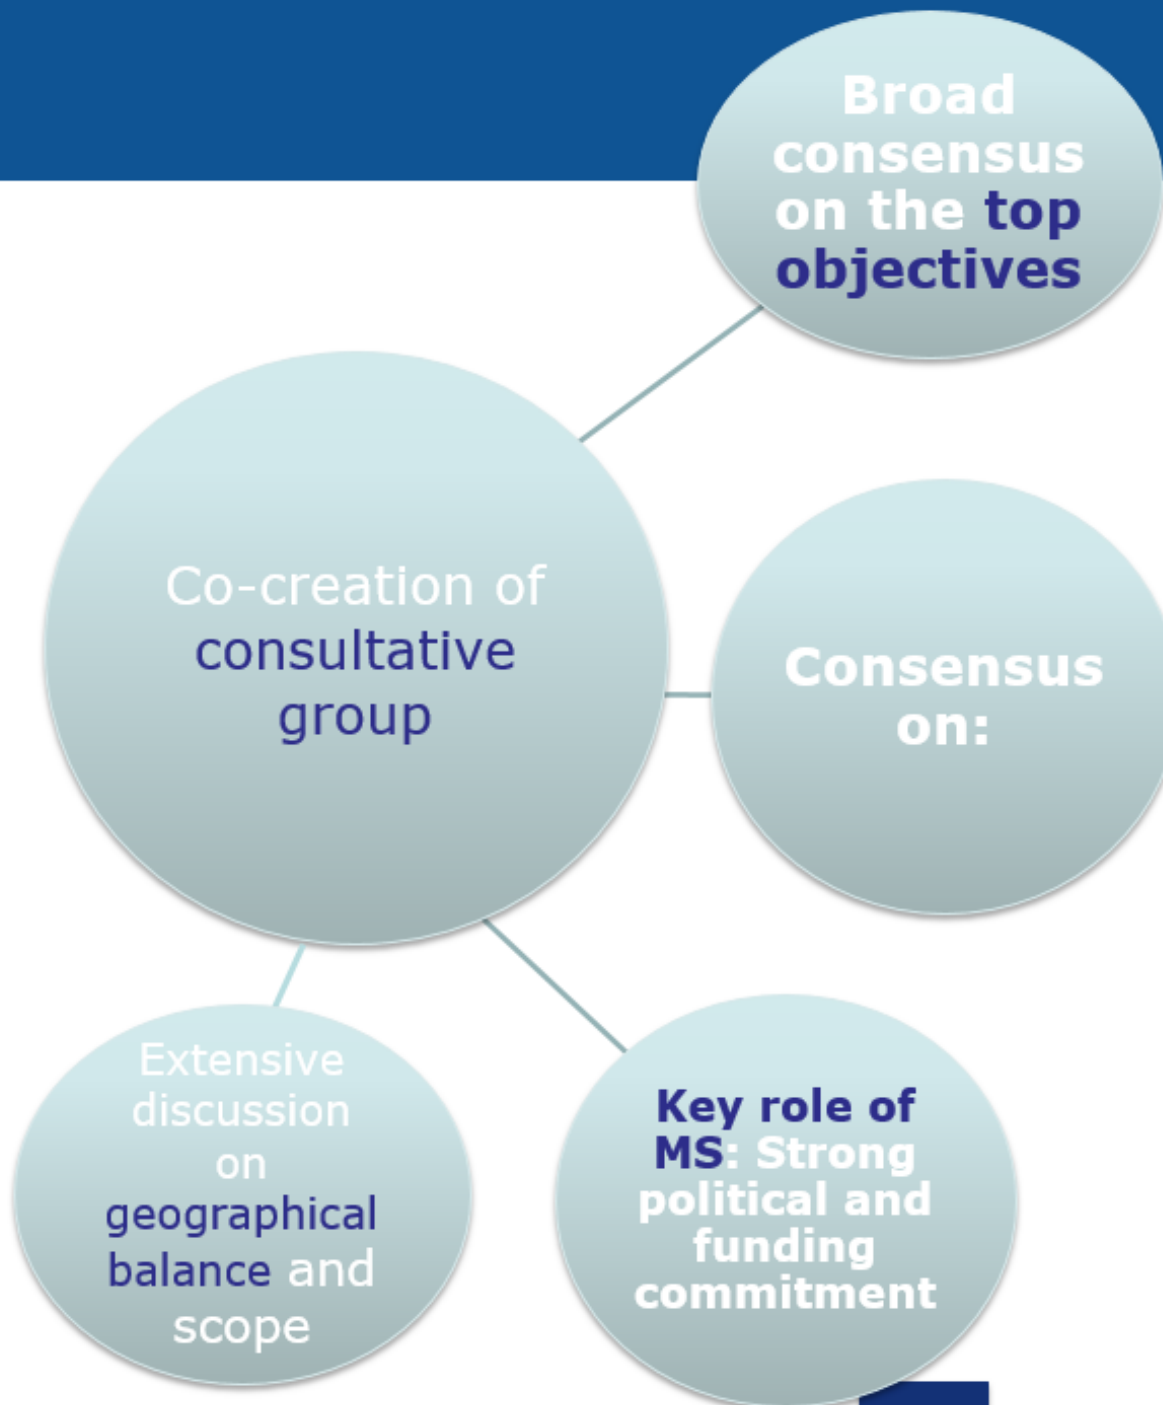 Broad
consensus
on the top
objectives
Co-creation of
consultative
group
Consensus
on:
Extensive
discussion
on
geographical
balance and
scope
Key role of
MS: Strong
political and
funding
commitment